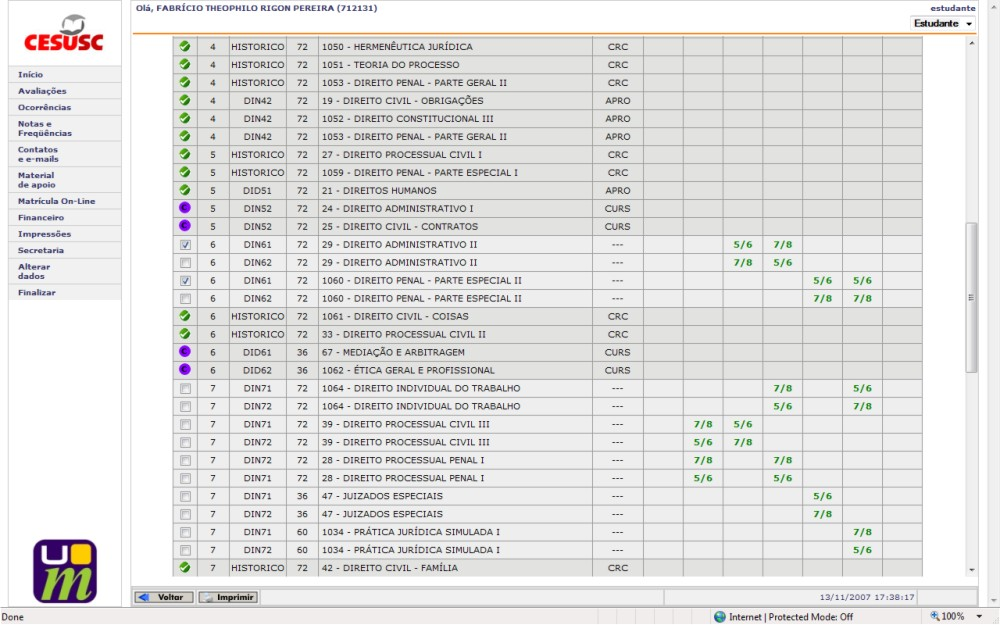 Olá, FABRÍCIO THEOPHILO RIGON PEREIRA (712131)
estudante
Estudante
CESUSC
Início
Avaliações
Ocorrências
Notas e
Freqüências
Contatos
e e-mails
Material
de apoio
Matrícula On-Line
Financeiro
Impressões
Secretaria
Alterar
dados
Finalizar
4 HISTORICO 72 1050 - HERMENÊUTICA JURÍDICA CRC
4 HISTORICO 72 1051 - TEORIA DO PROCESSO CRC
4 HISTORICO 72 1053 - DIREITO PENAL - PARTE GERAL II CRC
4 DIN42 72 19 - DIREITO CIVIL - OBRIGAÇÕES APRO
4 DIN42 72 1052 - DIREITO CONSTITUCIONAL III APRO
4 DIN42 72 1053 - DIREITO PENAL - PARTE GERAL II APRO
5 HISTORICO 72 27 - DIREITO PROCESSUAL CIVIL I CRC
5 HISTORICO 72 1059 - DIREITO PENAL - PARTE ESPECIAL I CRC
5 DID51 72 21 - DIREITOS HUMANOS APRO
C 5 DIN52 72 24 - DIREITO ADMINISTRATIVO I CURS
C 5 DIN52 72 25 - DIREITO CIVIL - CONTRATOS CURS
6 DIN61 72 29 - DIREITO ADMINISTRATIVO II --- 5/6 7/8
6 DIN62 72 29 - DIREITO ADMINISTRATIVO II --- 7/8 5/6
6 DIN61 72 1060 - DIREITO PENAL - PARTE ESPECIAL II --- 5/6 5/6
6 DIN62 72 1060 - DIREITO PENAL - PARTE ESPECIAL II --- 7/8 7/8
6 HISTORICO 72 1061 - DIREITO CIVIL - COISAS CRC
6 HISTORICO 72 33 - DIREITO PROCESSUAL CIVIL II CRC
C 6 DID61 36 67 - MEDIAÇÃO E ARBITRAGEM CURS
C 6 DID62 36 1062 - ÉTICA GERAL E PROFISSIONAL CURS
7 DIN71 72 1064 - DIREITO INDIVIDUAL DO TRABALHO --- 7/8 5/6
7 DIN72 72 1064 - DIREITO INDIVIDUAL DO TRABALHO --- 5/6 7/8
7 DIN71 72 39 - DIREITO PROCESSUAL CIVIL III --- 7/8 5/6
7 DIN72 72 39 - DIREITO PROCESSUAL CIVIL III --- 5/6 7/8
7 DIN72 72 28 - DIREITO PROCESSUAL PENAL I --- 7/8 7/8
7 DIN71 72 28 - DIREITO PROCESSUAL PENAL I --- 5/6 5/6
7 DIN71 36 47 - JUIZADOS ESPECIAIS --- 5/6
7 DIN72 36 47 - JUIZADOS ESPECIAIS --- 7/8
7 DIN71 60 1034 - PRÁTICA JURÍDICA SIMULADA I --- 7/8
7 DIN72 60 1034 - PRÁTICA JURÍDICA SIMULADA I --- 5/6
7 HISTORICO 72 42 - DIREITO CIVIL - FAMÍLIA CRC
um
Voltar Imprimir 13/11/2007 17:38:17
Done Internet | Protected Mode: Off 100%